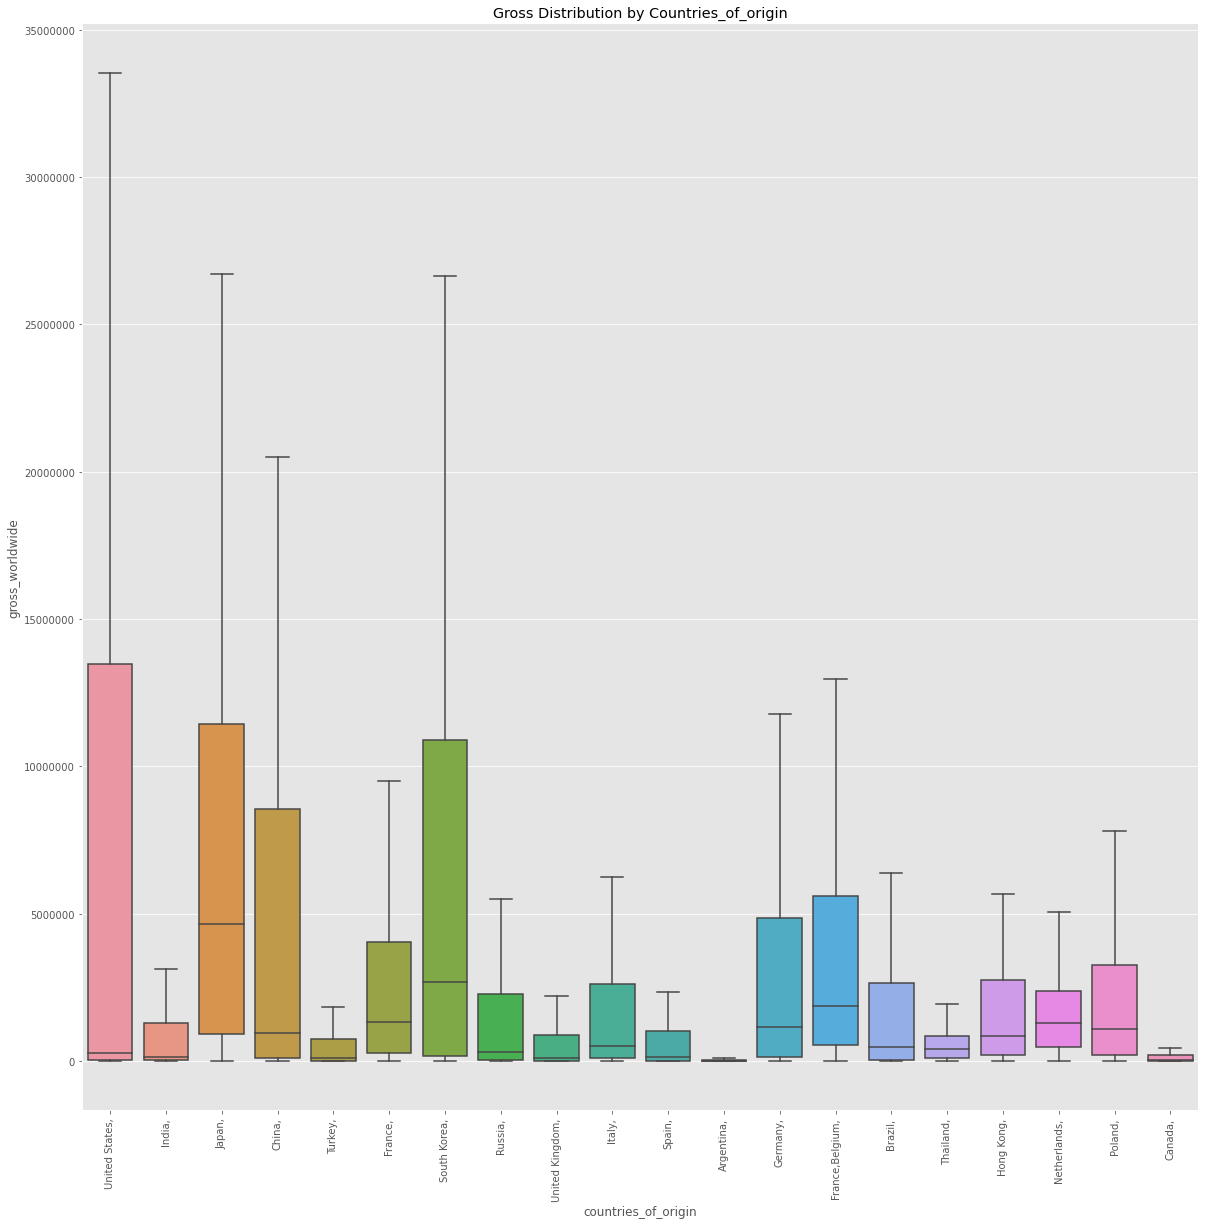 Gross Distribution by Countries_of_origin
35000000
30000000
25000000
20000000
15000000
10000000
5000000
0
gross_worldwide
United States,
India,
Japan,
China,
Turkey,
France,
South Korea,
Russia,
United Kingdom,
Italy,
Spain,
Argentina,
Germany,
France,Belgium,
Brazil,
Thailand,
Hong Kong,
Netherlands,
Poland,
Canada,
countries_of_origin